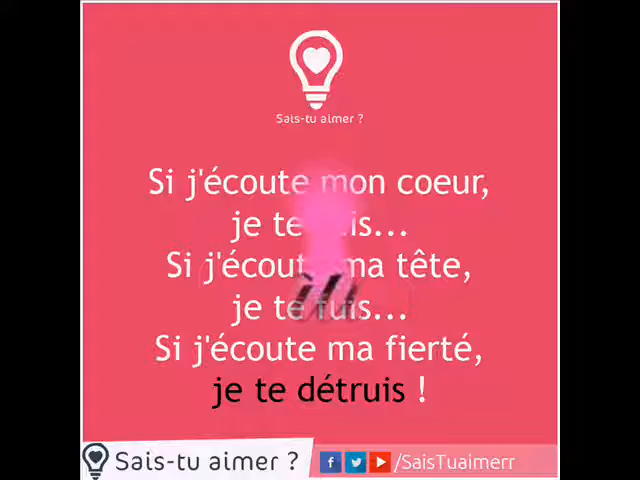 Sais-tu aimer ?
Si j'écoute mon coeur,
je te
Si j'écoute ma tête,
je te fuis...
Si j'écoute ma fierté,
je te détruis !
Sais-tu aimer ?
/SaisTuaimerr